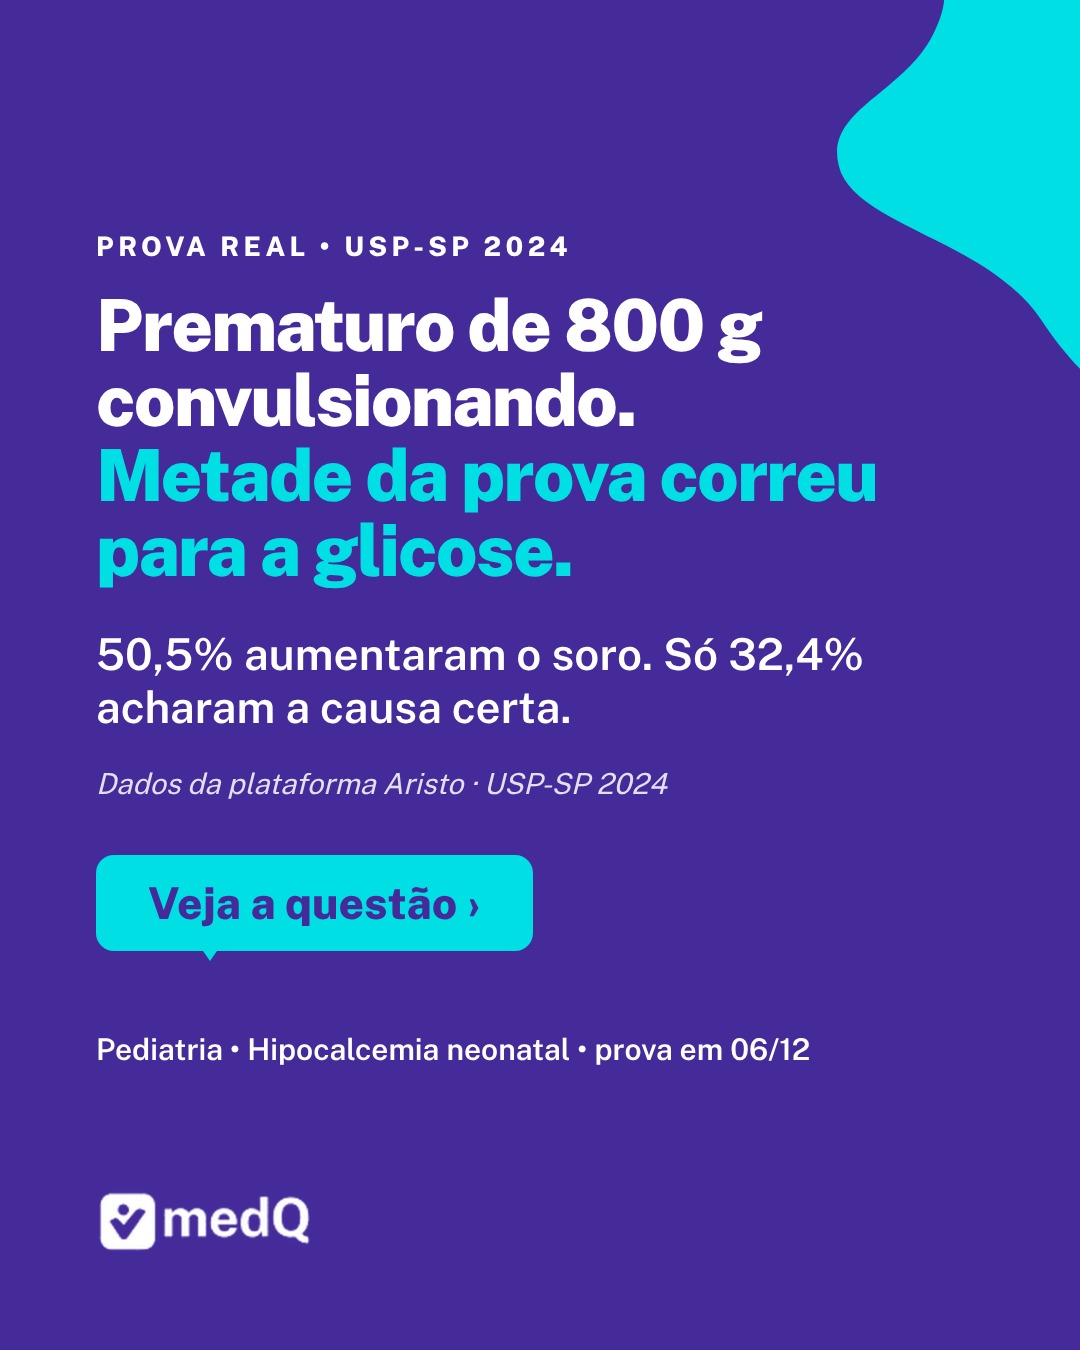 PROVA REAL • USP-SP 2024
Prematuro de 800 g
convulsionando.
Metade da prova correu
para a glicose.
50,5% aumentaram o soro. Só 32,4%
acharam a causa certa.
Dados da plataforma Aristo · USP-SP 2024
Veja a questão ›
Pediatria • Hipocalcemia neonatal • prova em 06/12
medQ